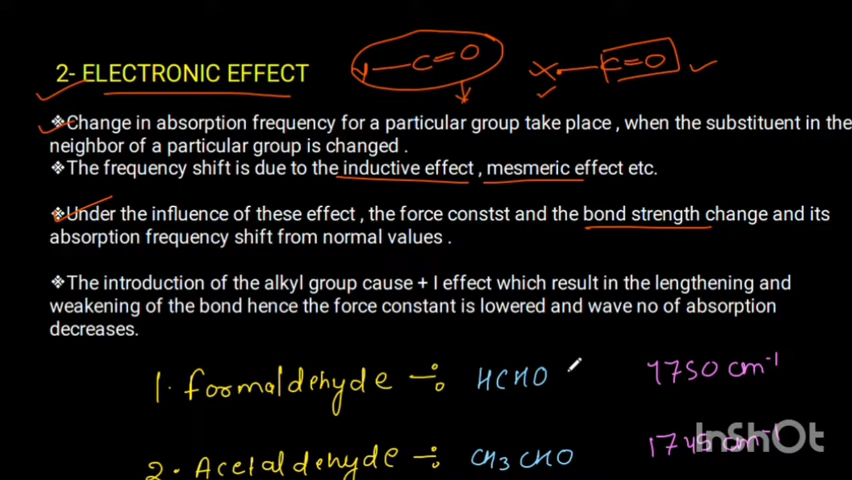 2- ELECTRONIC EFFECT
Y—C=O
X—C=O
❖Change in absorption frequency for a particular group take place , when the substituent in the
neighbor of a particular group is changed .
❖The frequency shift is due to the inductive effect , mesmeric effect etc.
❖Under the influence of these effect , the force constst and the bond strength change and its
absorption frequency shift from normal values .
❖The introduction of the alkyl group cause + I effect which result in the lengthening and
weakening of the bond hence the force constant is lowered and wave no of absorption
decreases.
1. Formaldehyde ÷ HCHO 1750 cm⁻¹
2. Acetaldehyde ÷ CH3 CHO 1745 cm⁻¹
InShOt